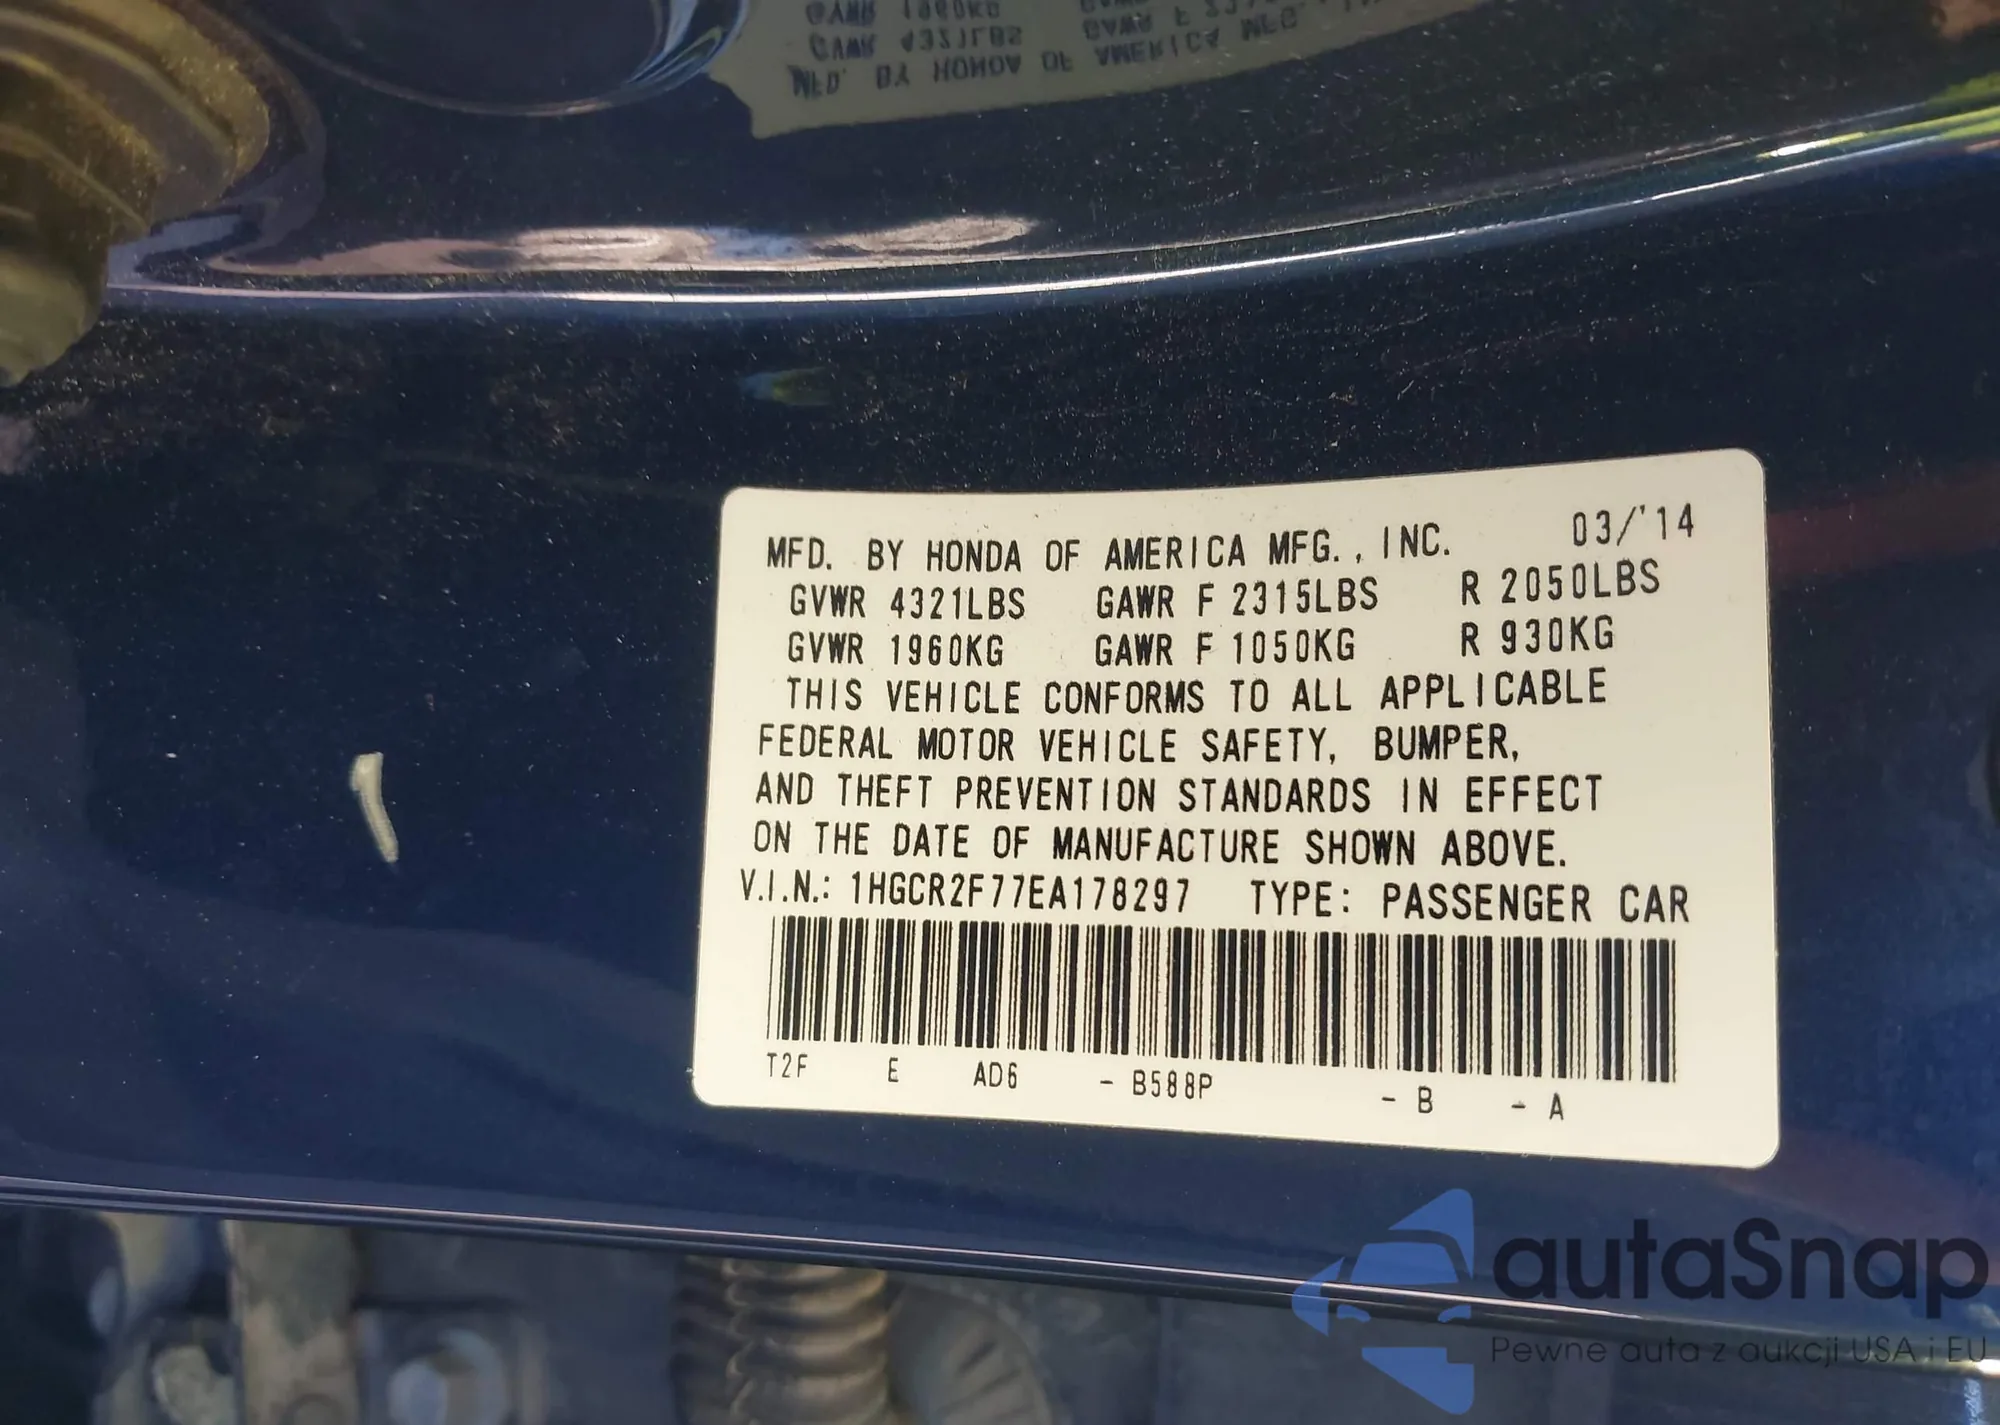 MFD. BY HONDA OF AMERICA MFG., INC. 03/'14
GVWR 4321LBS GAWR F 2315LBS R 2050LBS
GVWR 1960KG GAWR F 1050KG R 930KG
THIS VEHICLE CONFORMS TO ALL APPLICABLE
FEDERAL MOTOR VEHICLE SAFETY, BUMPER,
AND THEFT PREVENTION STANDARDS IN EFFECT
ON THE DATE OF MANUFACTURE SHOWN ABOVE.
V.I.N.: 1HGCR2F77EA178297 TYPE: PASSENGER CAR
T2F E AD6 - B588P - B - A
autaSnap
Pewne auta z aukcji USA i EU